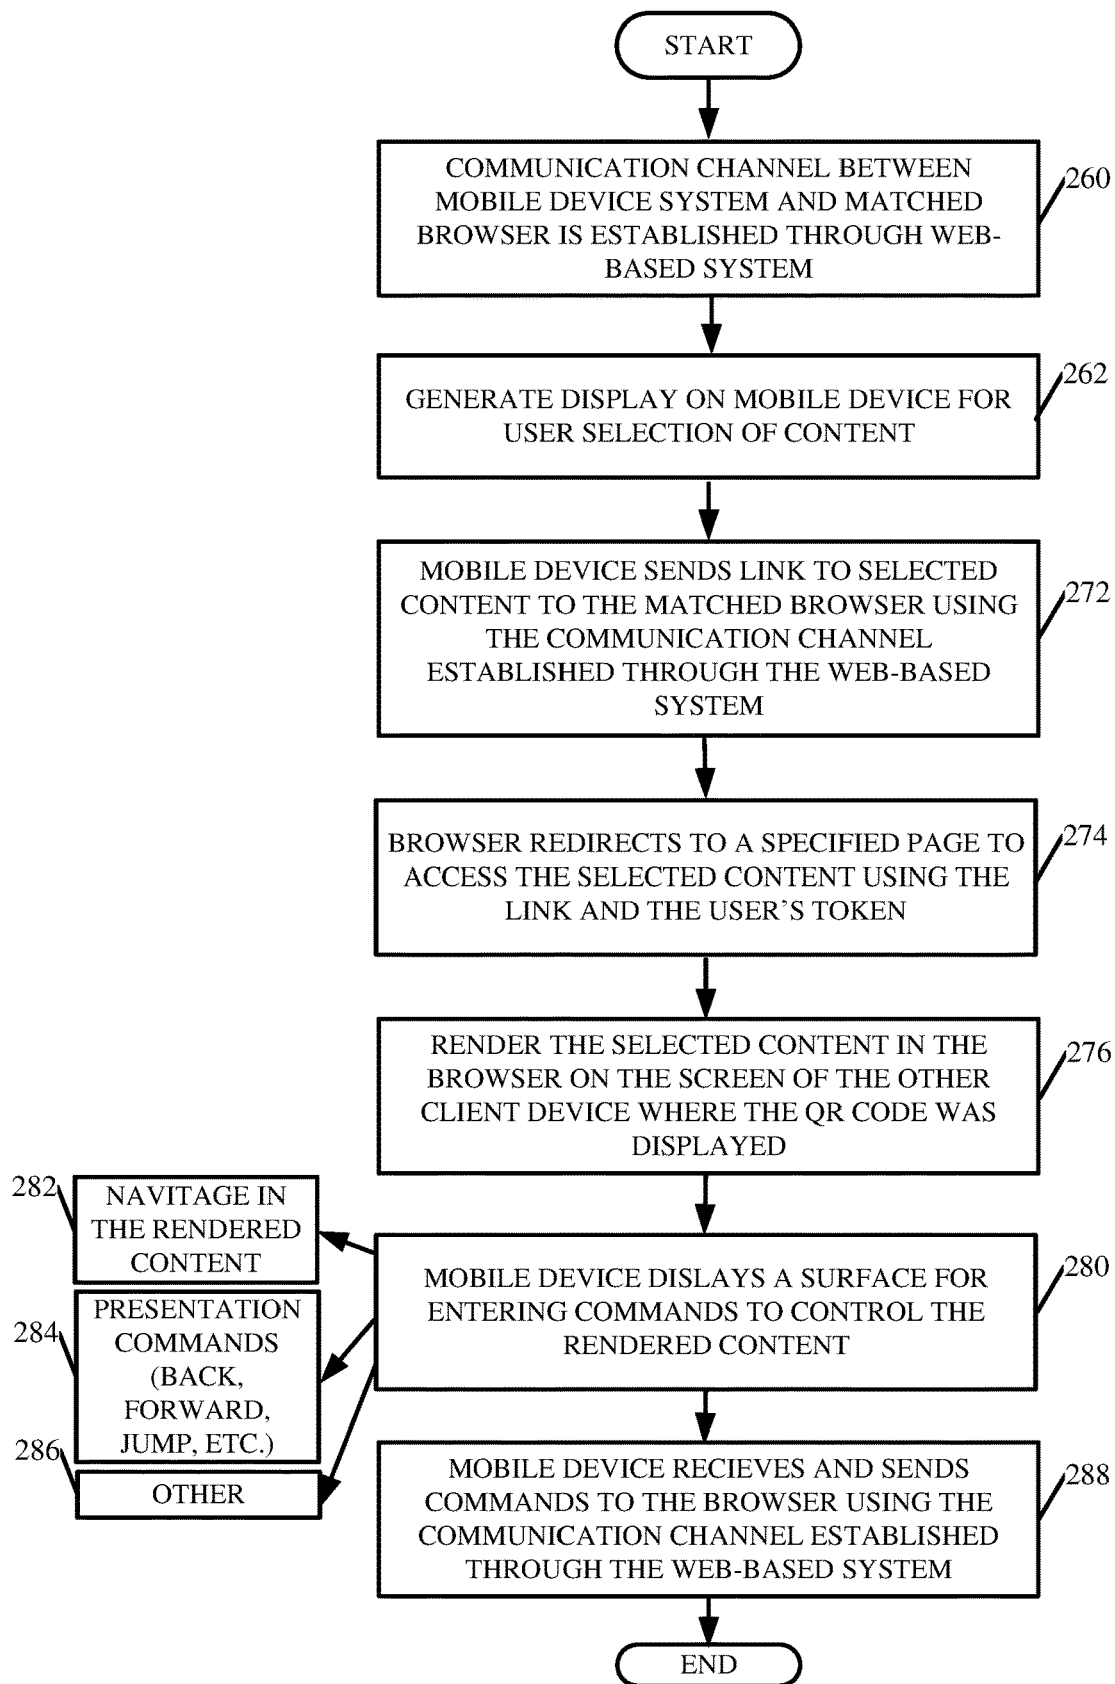 START
COMMUNICATION CHANNEL BETWEEN
MOBILE DEVICE SYSTEM AND MATCHED
BROWSER IS ESTABLISHED THROUGH WEB-
BASED SYSTEM
260
GENERATE DISPLAY ON MOBILE DEVICE FOR
USER SELECTION OF CONTENT
262
MOBILE DEVICE SENDS LINK TO SELECTED
CONTENT TO THE MATCHED BROWSER USING
THE COMMUNICATION CHANNEL
ESTABLISHED THROUGH THE WEB-BASED
SYSTEM
272
BROWSER REDIRECTS TO A SPECIFIED PAGE TO
ACCESS THE SELECTED CONTENT USING THE
LINK AND THE USER'S TOKEN
274
RENDER THE SELECTED CONTENT IN THE
BROWSER ON THE SCREEN OF THE OTHER
CLIENT DEVICE WHERE THE QR CODE WAS
DISPLAYED
276
MOBILE DEVICE DISLAYS A SURFACE FOR
ENTERING COMMANDS TO CONTROL THE
RENDERED CONTENT
280
282
NAVITAGE IN
THE RENDERED
CONTENT
284
PRESENTATION
COMMANDS
(BACK,
FORWARD,
JUMP, ETC.)
286
OTHER
MOBILE DEVICE RECIEVES AND SENDS
COMMANDS TO THE BROWSER USING THE
COMMUNICATION CHANNEL ESTABLISHED
THROUGH THE WEB-BASED SYSTEM
288
END